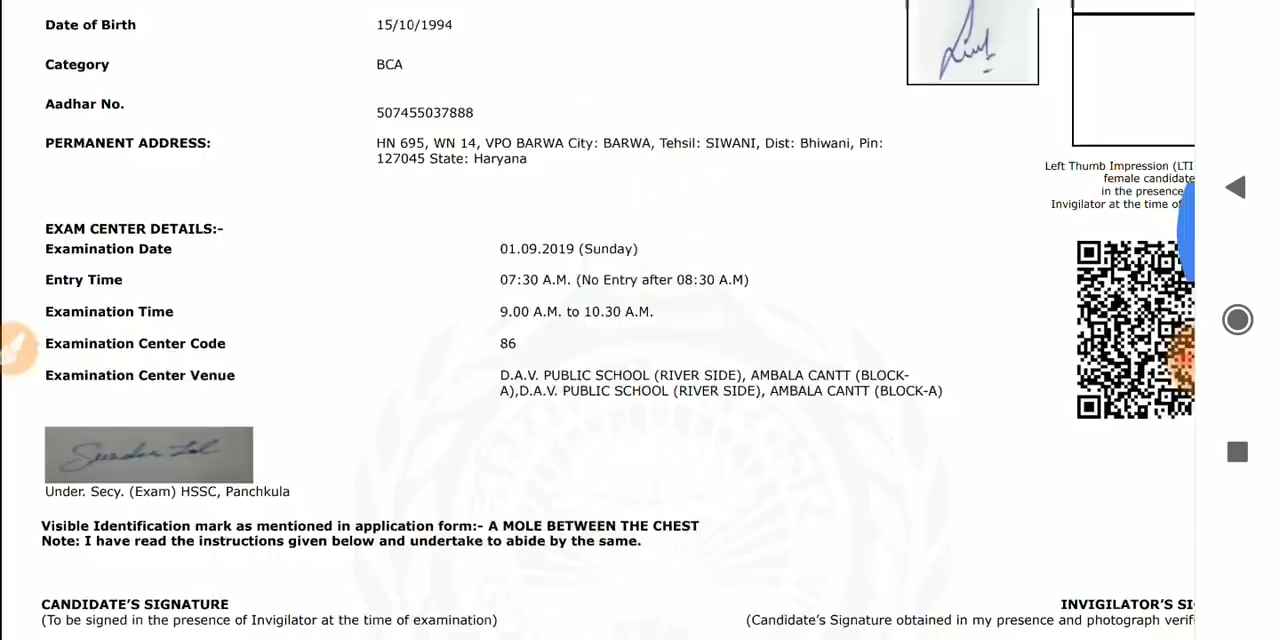 Date of Birth 15/10/1994
Category BCA
Aadhar No. 507455037888
PERMANENT ADDRESS: HN 695, WN 14, VPO BARWA City: BARWA, Tehsil: SIWANI, Dist: Bhiwani, Pin:
127045 State: Haryana
Left Thumb Impression (LTI
female candidate
in the presence
Invigilator at the time of
EXAM CENTER DETAILS:-
Examination Date 01.09.2019 (Sunday)
Entry Time 07:30 A.M. (No Entry after 08:30 A.M)
Examination Time 9.00 A.M. to 10.30 A.M.
Examination Center Code 86
Examination Center Venue D.A.V. PUBLIC SCHOOL (RIVER SIDE), AMBALA CANTT (BLOCK-
A),D.A.V. PUBLIC SCHOOL (RIVER SIDE), AMBALA CANTT (BLOCK-A)
Sunder Lal
Under. Secy. (Exam) HSSC, Panchkula
Visible Identification mark as mentioned in application form:- A MOLE BETWEEN THE CHEST
Note: I have read the instructions given below and undertake to abide by the same.
CANDIDATE'S SIGNATURE
(To be signed in the presence of Invigilator at the time of examination)
INVIGILATOR'S
(Candidate's Signature obtained in my presence and photograph